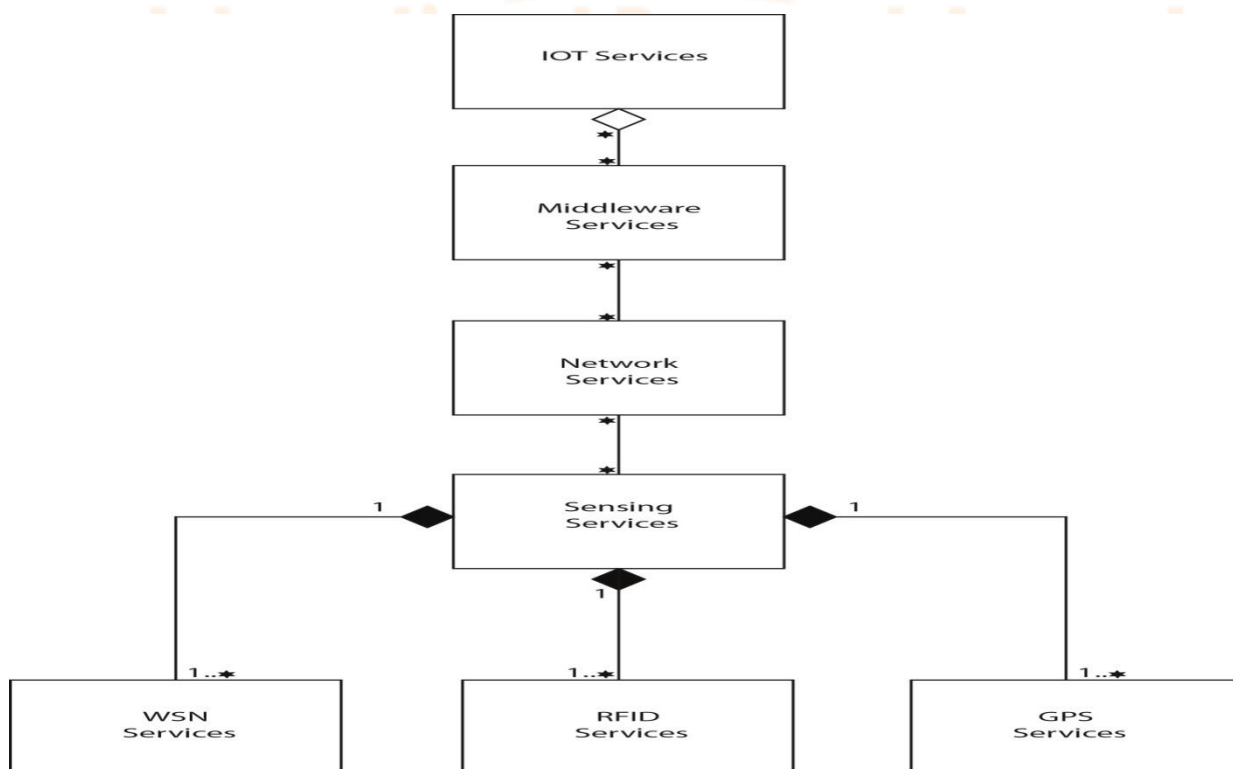 IOT Services
*
*
Middleware
Services
*
*
Network
Services
*
*
Sensing
Services
1
1
1
1..*
1..*
1..*
WSN
Services
RFID
Services
GPS
Services